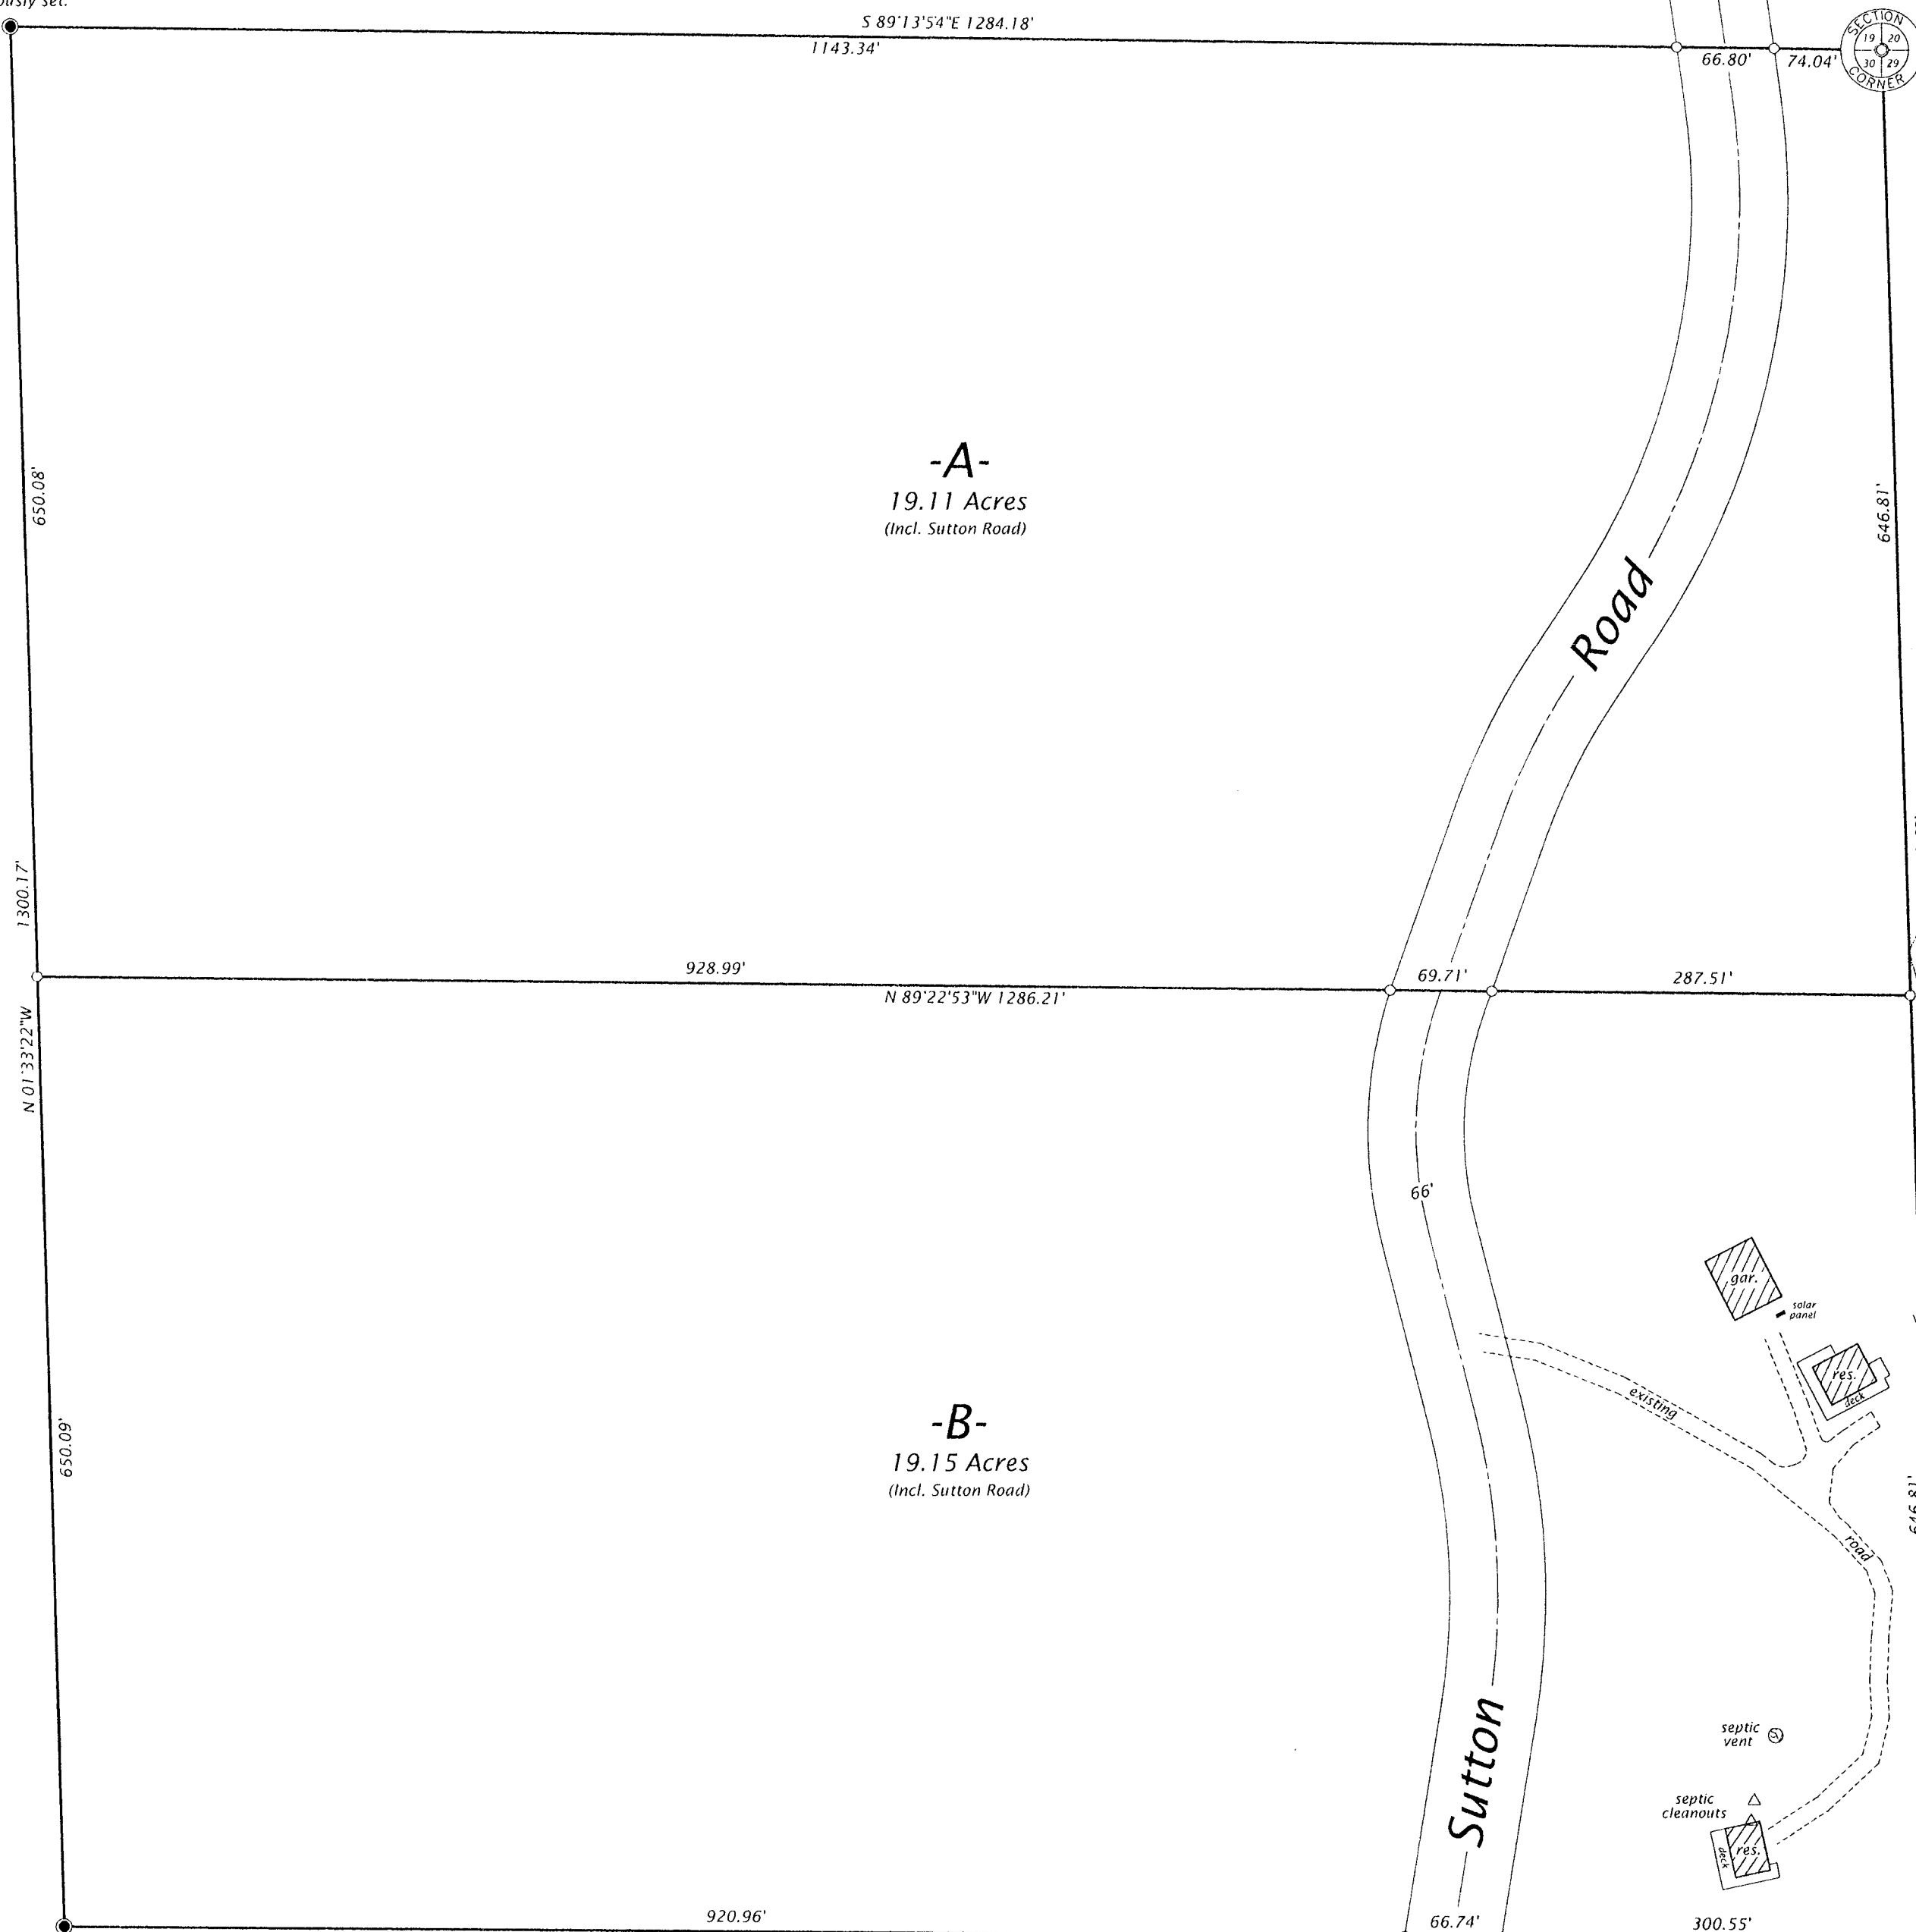 S 89°13'54"E 1284.18'
1143.34'
66.80'
74.04'
SECTION
19 20
30 29
CORNER
650.08'
-A-
19.11 Acres
(Incl. Sutton Road)
646.81'
Road
1300.17'
928.99'
69.71'
287.51'
N 89°22'53"W 1286.21'
N 01°33'22"W
66'
gar.
solar
panel
res.
deck
existing
-B-
19.15 Acres
(Incl. Sutton Road)
650.09'
646.81'
road
Sutton
septic
vent
septic
cleanouts
res.
deck
920.96'
66.74'
300.55'